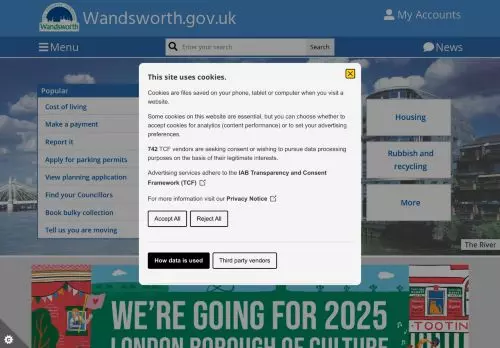 Wandsworth
Wandsworth.gov.uk
My Accounts
Menu
Enter your search
Search
News
Popular
Cost of living
Make a payment
Report it
Apply for parking permits
View planning application
Find your Councillors
Book bulky collection
Tell us you are moving
This site uses cookies.
Cookies are files saved on your phone, tablet or computer when you visit a
website.
Some cookies on this website are essential, but you can choose whether to
accept cookies for analytics (content performance) or to set your advertising
preferences.
742 TCF vendors are seeking consent or wishing to pursue data processing
purposes on the basis of their legitimate interests.
Advertising services adhere to the IAB Transparency and Consent
Framework (TCF)
For more information visit our Privacy Notice
Accept All
Reject All
How data is used
Third party vendors
Housing
Rubbish and
recycling
More
The River
WE'RE GOING FOR 2025
LONDON BOROUGH OF CULTURE
TOOTING